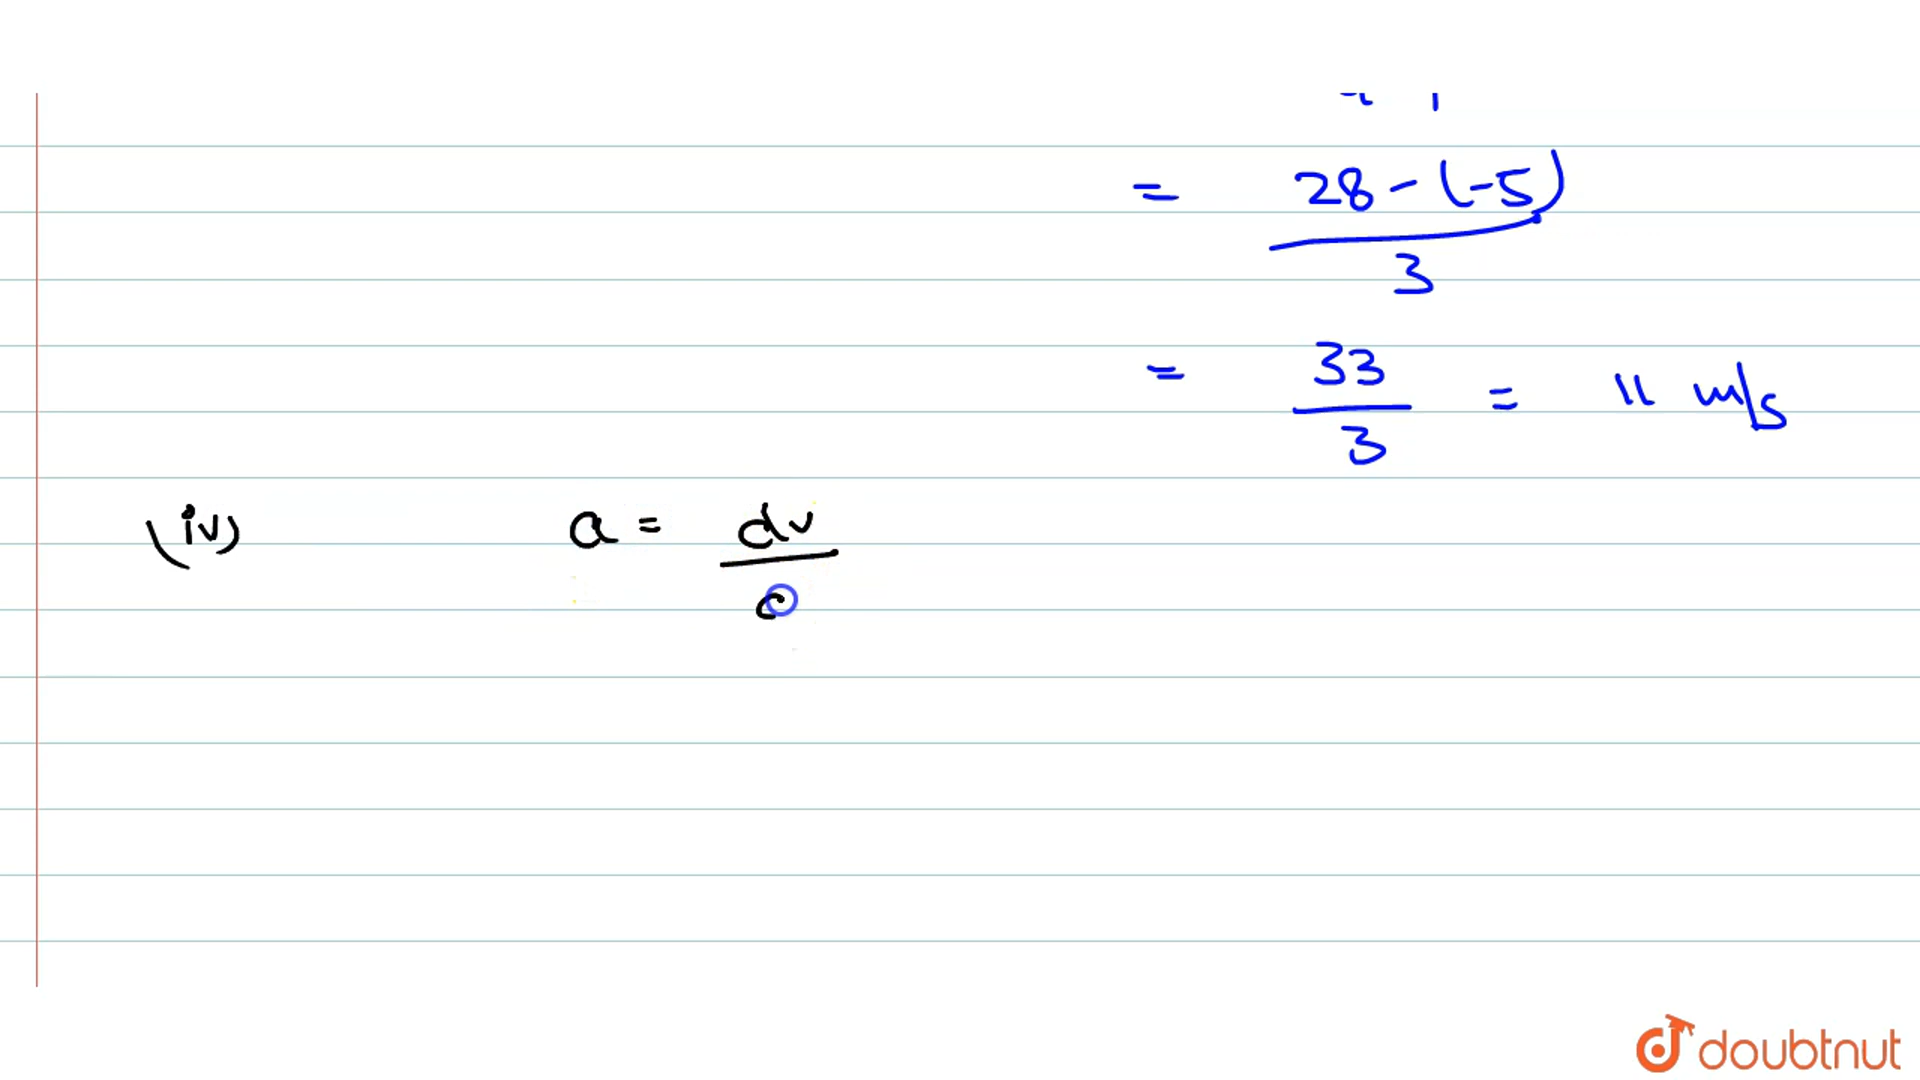 = 28-(-5)
3
= 33 = 11 m/s
3
(iv) a = dv
doubtnut